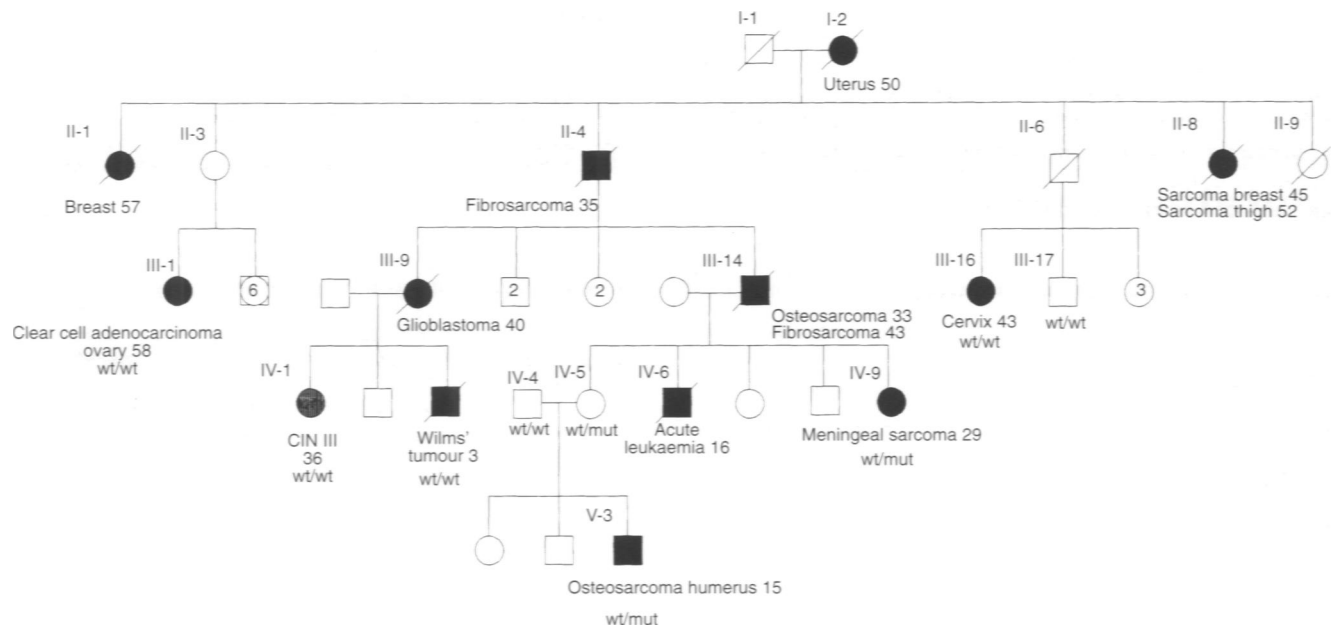 I-1
I-2
Uterus 50
II-1
II-3
II-4
II-6
II-8
II-9
Breast 57
Fibrosarcoma 35
Sarcoma breast 45
Sarcoma thigh 52
III-1
6
III-9
2
2
III-14
III-16
III-17
3
Clear cell adenocarcinoma
ovary 58
wt/wt
Glioblastoma 40
Osteosarcoma 33
Fibrosarcoma 43
Cervix 43
wt/wt
wt/wt
IV-1
IV-4
IV-5
IV-6
IV-9
CIN III
36
wt/wt
Wilms'
tumour 3
wt/wt
wt/wt
wt/mut
Acute
leukaemia 16
Meningeal sarcoma 29
wt/mut
V-3
Osteosarcoma humerus 15
wt/mut